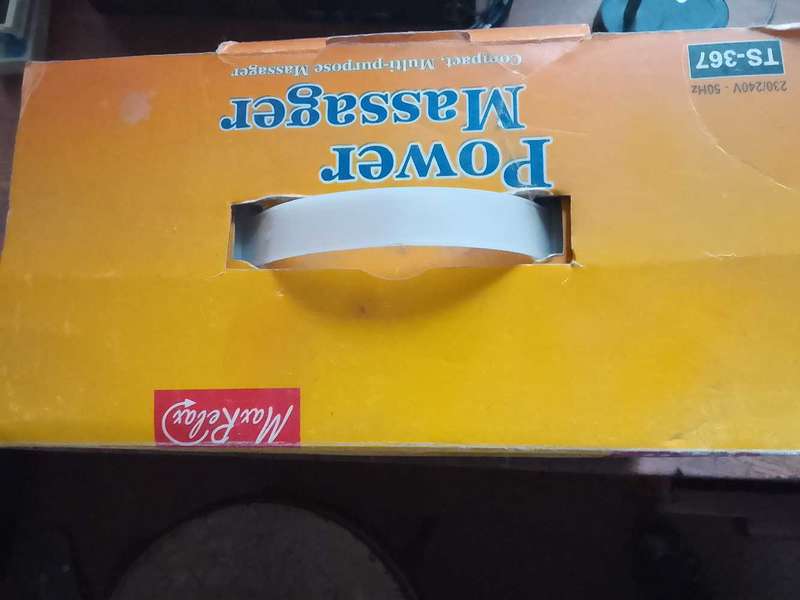 MaxRelax
Power
Massager
Compact, Multi-purpose Massager
TS-367
230/240V - 50Hz